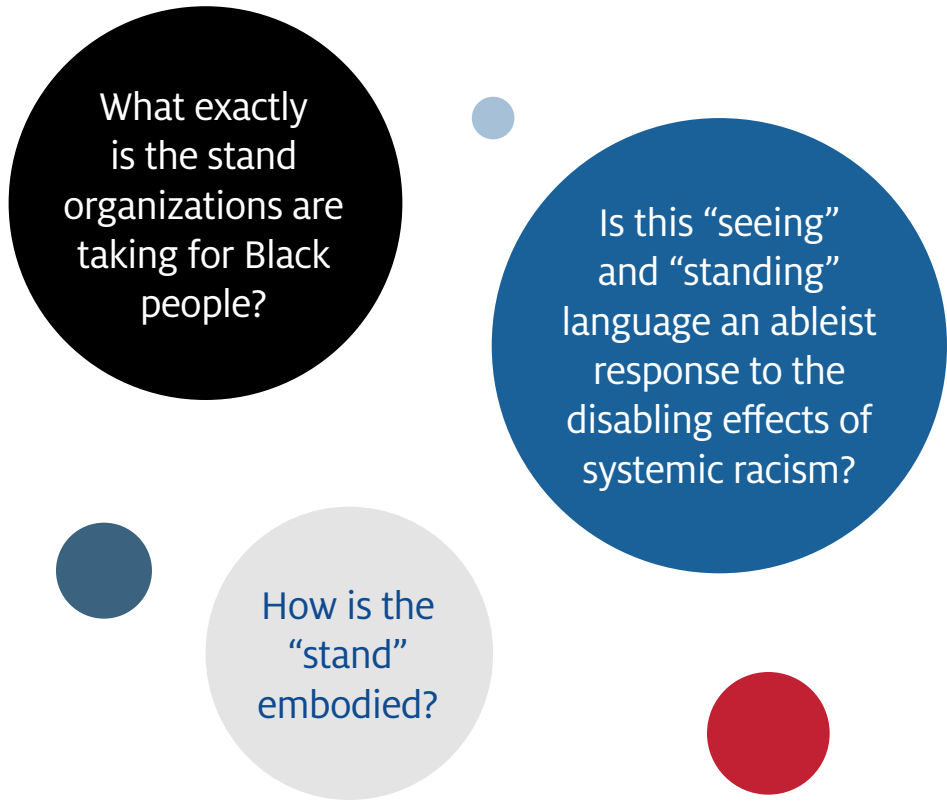 What exactly
is the stand
organizations are
taking for Black
people?
Is this “seeing”
and “standing”
language an ableist
response to the
disabling effects of
systemic racism?
How is the
“stand”
embodied?